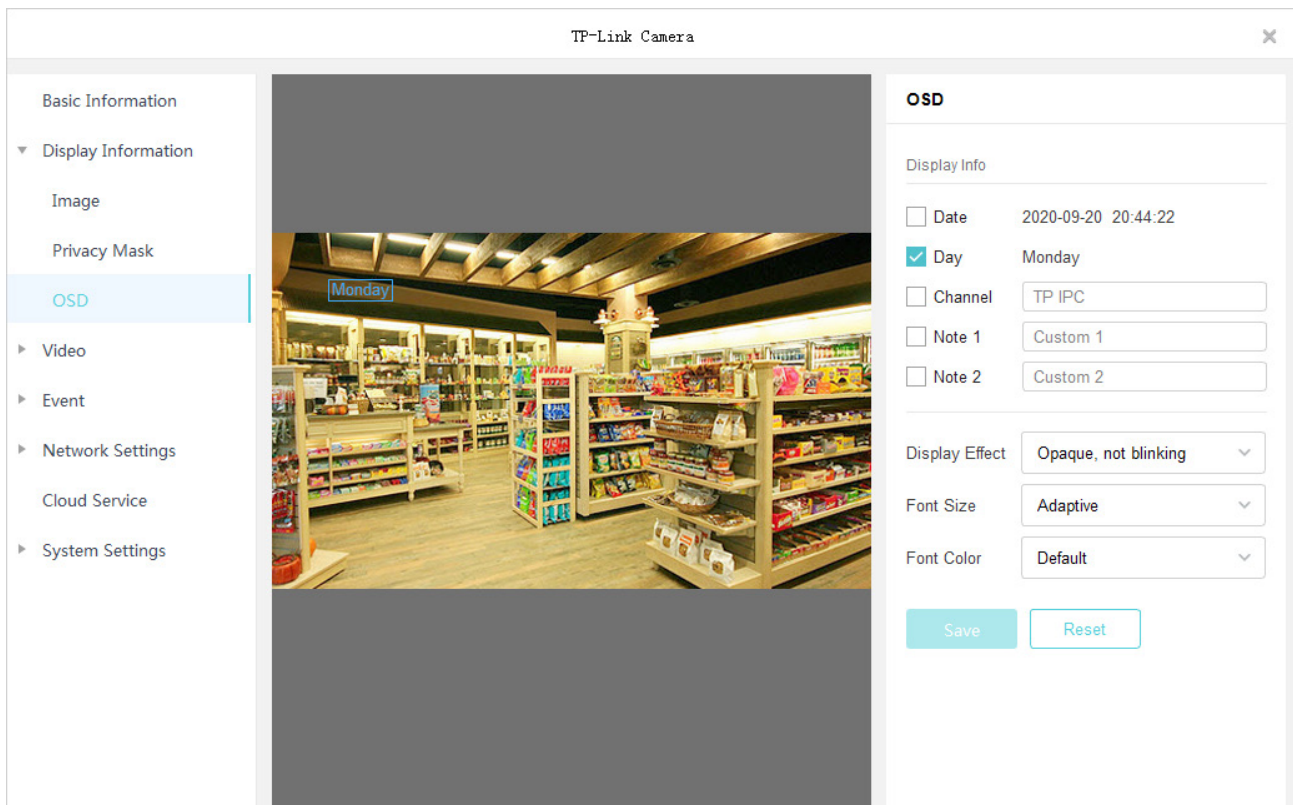 TP-Link Camera
Basic Information
Display Information
Image
Privacy Mask
OSD
Video
Event
Network Settings
Cloud Service
System Settings
Monday
OSD
Display Info
Date 2020-09-20 20:44:22
Day Monday
Channel TP IPC
Note 1 Custom 1
Note 2 Custom 2
Display Effect Opaque, not blinking
Font Size Adaptive
Font Color Default
Save Reset